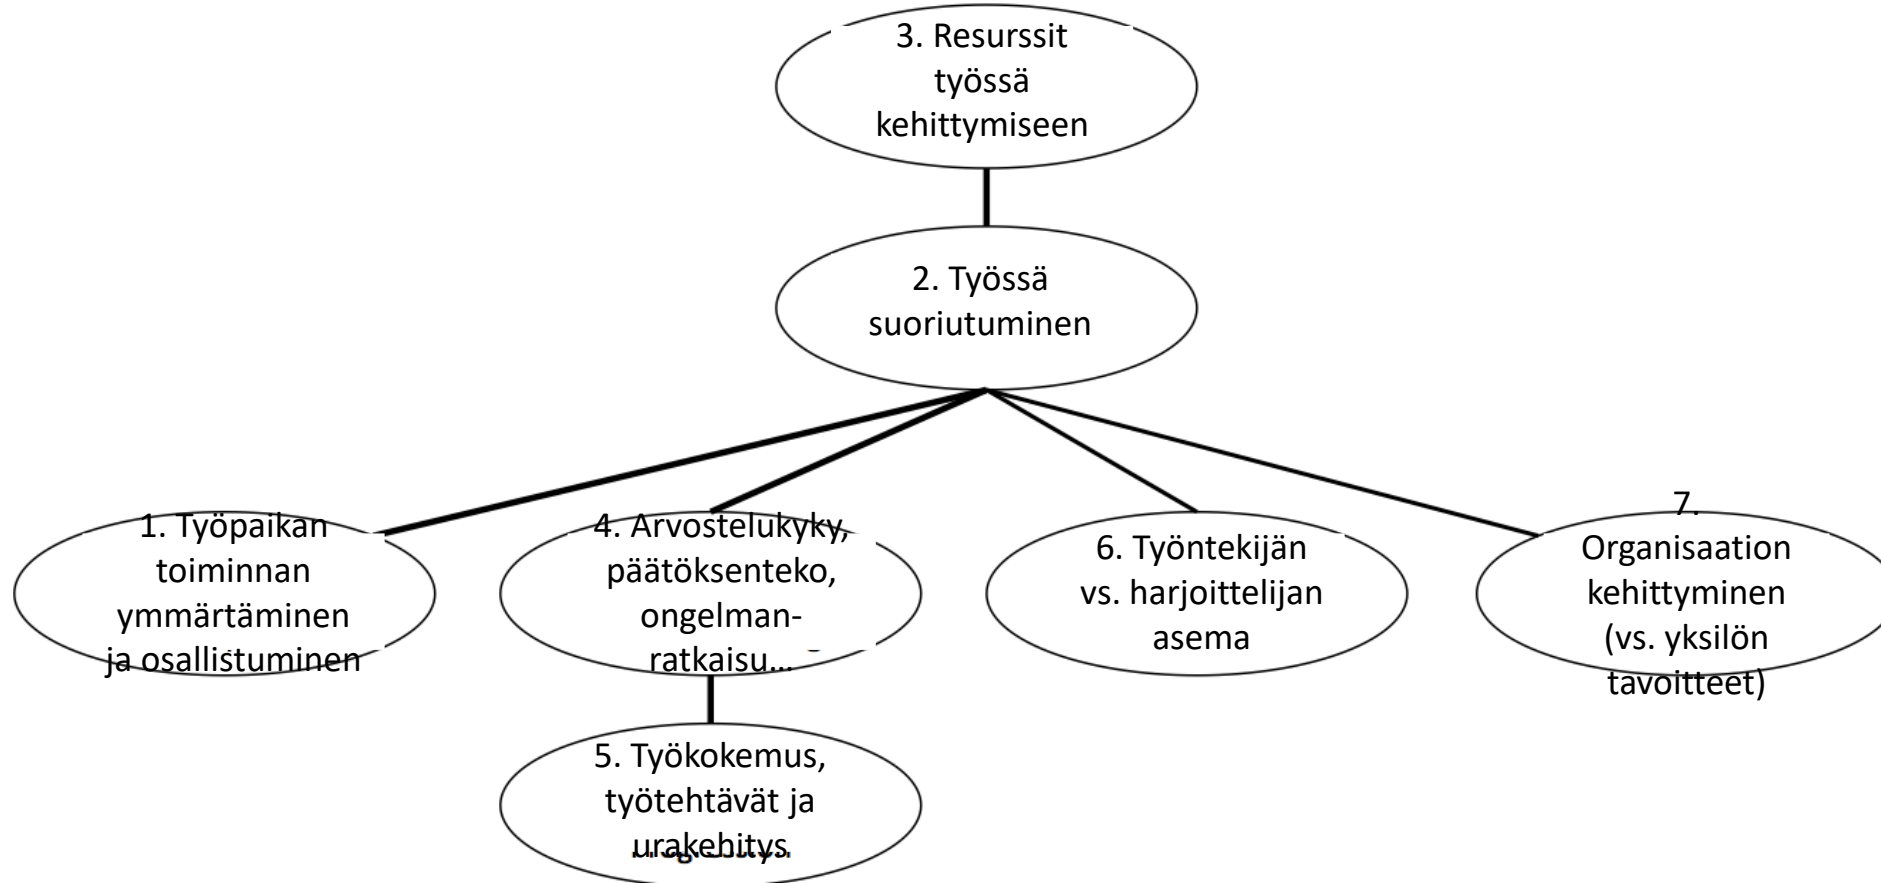 3. Resurssit
työssä
kehittymiseen
2. Työssä
suoriutuminen
1. Työpaikan
toiminnan
ymmärtäminen
ja osallistuminen
4. Arvostelukyky,
päätöksenteko,
ongelman-
ratkaisu...
6. Työntekijän
vs. harjoittelijan
asema
7.
Organisaation
kehittyminen
(vs. yksilön
tavoitteet)
5. Työkokemus,
työtehtävät ja
urakehitys